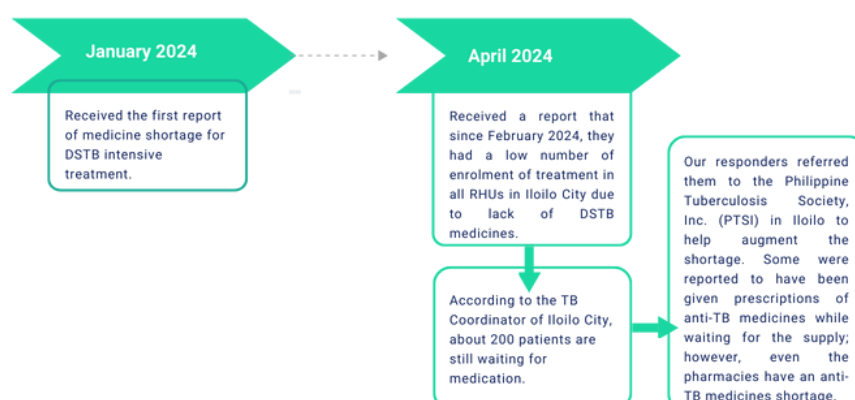 January 2024
Received the first report
of medicine shortage for
DSTB intensive
treatment.
April 2024
Received a report that
since February 2024, they
had a low number of
enrolment of treatment in
all RHUs in Iloilo City due
to lack of DSTB
medicines.
According to the TB
Coordinator of Iloilo City,
about 200 patients are
still waiting for
medication.
Our responders referred
them to the Philippine
Tuberculosis Society,
Inc. (PTSI) in Iloilo to
help augment the
shortage. Some were
reported to have been
given prescriptions of
anti-TB medicines while
waiting for the supply;
however, even the
pharmacies have an anti-
TB medicines shortage.